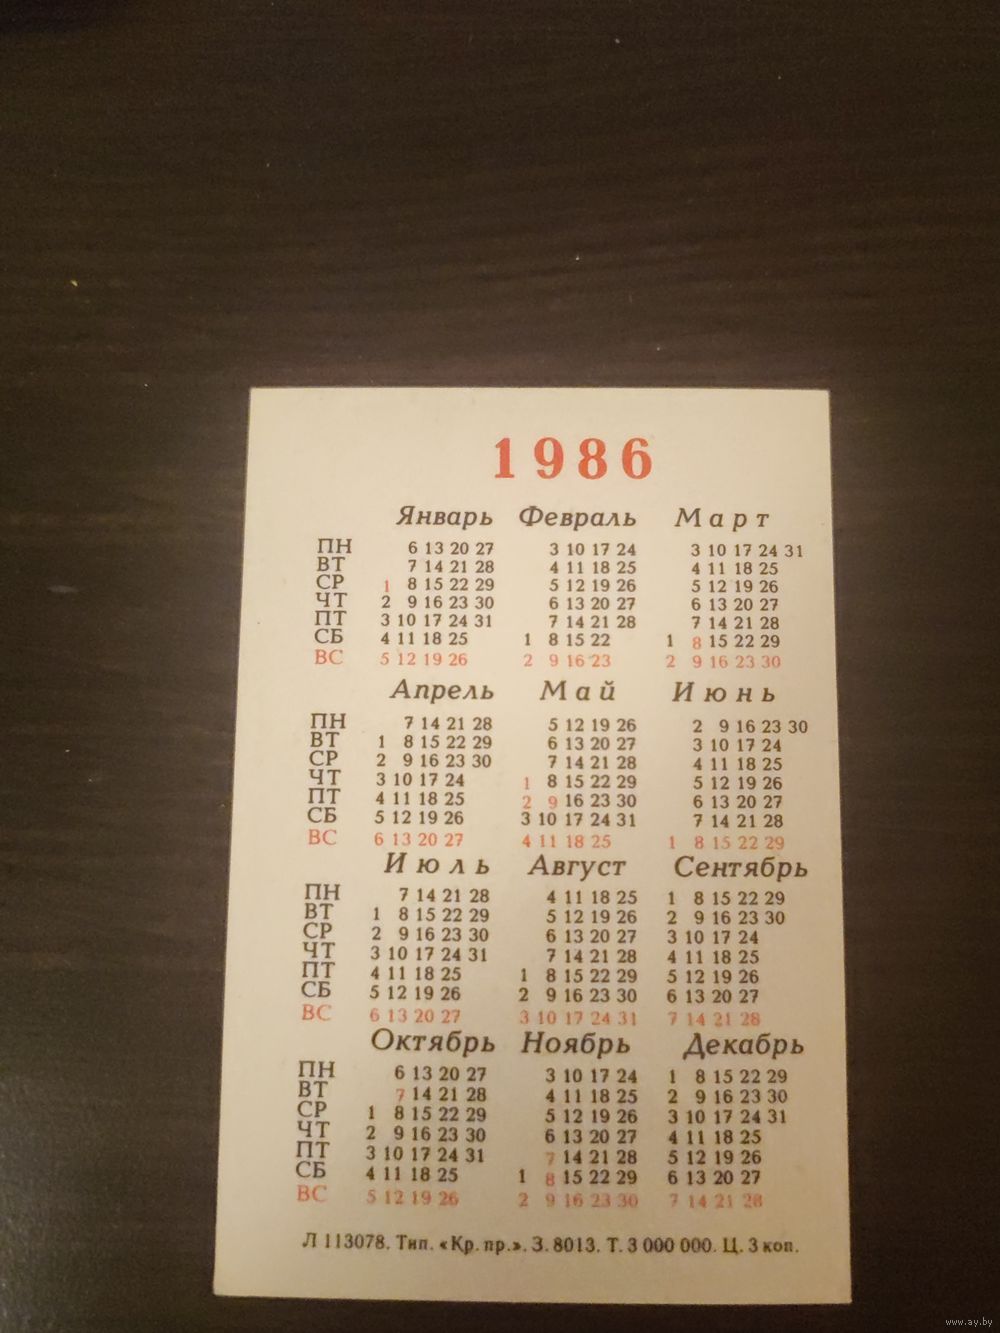 1986
Январь Февраль Март
ПН 6 13 20 27 3 10 17 24 3 10 17 24 31
ВТ 7 14 21 28 4 11 18 25 4 11 18 25
СР 1 8 15 22 29 5 12 19 26 5 12 19 26
ЧТ 2 9 16 23 30 6 13 20 27 6 13 20 27
ПТ 3 10 17 24 31 7 14 21 28 7 14 21 28
СБ 4 11 18 25 1 8 15 22 1 8 15 22 29
ВС 5 12 19 26 2 9 16 23 2 9 16 23 30
Апрель Май Июнь
ПН 7 14 21 28 5 12 19 26 2 9 16 23 30
ВТ 1 8 15 22 29 6 13 20 27 3 10 17 24
СР 2 9 16 23 30 7 14 21 28 4 11 18 25
ЧТ 3 10 17 24 1 8 15 22 29 5 12 19 26
ПТ 4 11 18 25 2 9 16 23 30 6 13 20 27
СБ 5 12 19 26 3 10 17 24 31 7 14 21 28
ВС 6 13 20 27 4 11 18 25 1 8 15 22 29
Июль Август Сентябрь
ПН 7 14 21 28 4 11 18 25 1 8 15 22 29
ВТ 1 8 15 22 29 5 12 19 26 2 9 16 23 30
СР 2 9 16 23 30 6 13 20 27 3 10 17 24
ЧТ 3 10 17 24 31 7 14 21 28 4 11 18 25
ПТ 4 11 18 25 1 8 15 22 29 5 12 19 26
СБ 5 12 19 26 2 9 16 23 30 6 13 20 27
ВС 6 13 20 27 3 10 17 24 31 7 14 21 28
Октябрь Ноябрь Декабрь
ПН 6 13 20 27 3 10 17 24 1 8 15 22 29
ВТ 7 14 21 28 4 11 18 25 2 9 16 23 30
СР 1 8 15 22 29 5 12 19 26 3 10 17 24 31
ЧТ 2 9 16 23 30 6 13 20 27 4 11 18 25
ПТ 3 10 17 24 31 7 14 21 28 5 12 19 26
СБ 4 11 18 25 1 8 15 22 29 6 13 20 27
ВС 5 12 19 26 2 9 16 23 30 7 14 21 28
Л 113078. Тип. «Кр. пр.». З. 8013. Т. 3 000 000. Ц. 3 коп.
www.ay.by